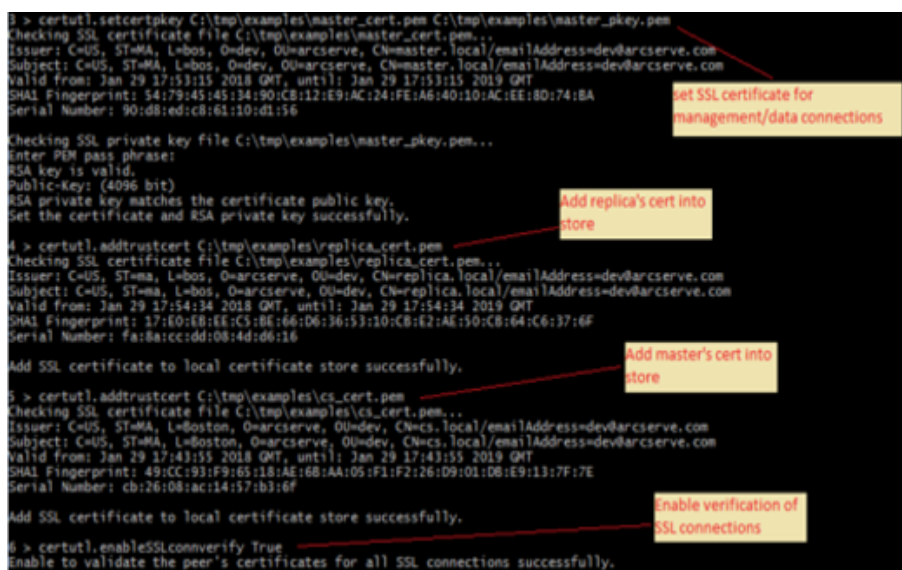 3 > certutl.setcertpkey C:\tmp\examples\master_cert.pem C:\tmp\examples\master_pkey.pem
Checking SSL certificate file C:\tmp\examples\master_cert.pem...
Issuer: C=US, ST=MA, L=bos, O=dev, OU=arcserve, CN=master.local/emailAddress=dev@arcserve.com
Subject: C=US, ST=MA, L=bos, O=dev, OU=arcserve, CN=master.local/emailAddress=dev@arcserve.com
Valid from: Jan 29 17:53:15 2018 GMT, until: Jan 29 17:53:15 2019 GMT
SHA1 Fingerprint: 54:79:45:45:34:90:CB:12:E9:AC:24:FE:A6:40:10:AC:EE:8D:74:BA
Serial Number: 90:d8:ed:c8:61:10:d1:56
set SSL certificate for
management/data connections
Checking SSL private key file C:\tmp\examples\master_pkey.pem...
Enter PEM pass phrase:
RSA key is valid.
Public-Key: (4096 bit)
RSA private key matches the certificate public key.
Set the certificate and RSA private key successfully.
Add replica's cert into
store
4 > certutl.addtrustcert C:\tmp\examples\replica_cert.pem
Checking SSL certificate file C:\tmp\examples\replica_cert.pem...
Issuer: C=US, ST=ma, L=bos, O=arcserve, OU=dev, CN=replica.local/emailAddress=dev@arcserve.com
Subject: C=US, ST=ma, L=bos, O=arcserve, OU=dev, CN=replica.local/emailAddress=dev@arcserve.com
Valid from: Jan 29 17:54:34 2018 GMT, until: Jan 29 17:54:34 2019 GMT
SHA1 Fingerprint: 17:E0:EB:EE:C5:BE:66:D6:36:53:10:CB:E2:AE:50:CB:64:C6:37:6F
Serial Number: fa:8a:cc:dd:08:4d:d6:16
Add SSL certificate to local certificate store successfully.
Add master's cert into
store
5 > certutl.addtrustcert C:\tmp\examples\cs_cert.pem
Checking SSL certificate file C:\tmp\examples\cs_cert.pem...
Issuer: C=US, ST=MA, L=Boston, O=arcserve, OU=dev, CN=cs.local/emailAddress=dev@arcserve.com
Subject: C=US, ST=MA, L=Boston, O=arcserve, OU=dev, CN=cs.local/emailAddress=dev@arcserve.com
Valid from: Jan 29 17:43:55 2018 GMT, until: Jan 29 17:43:55 2019 GMT
SHA1 Fingerprint: 49:CC:93:F9:65:18:AE:6B:AA:05:F1:F2:26:D9:01:DB:E9:13:7F:7E
Serial Number: cb:26:08:ac:14:57:b3:6f
Add SSL certificate to local certificate store successfully.
Enable verification of
SSL connections
6 > certutl.enableSSLconnverify True
Enable to validate the peer's certificates for all SSL connections successfully.